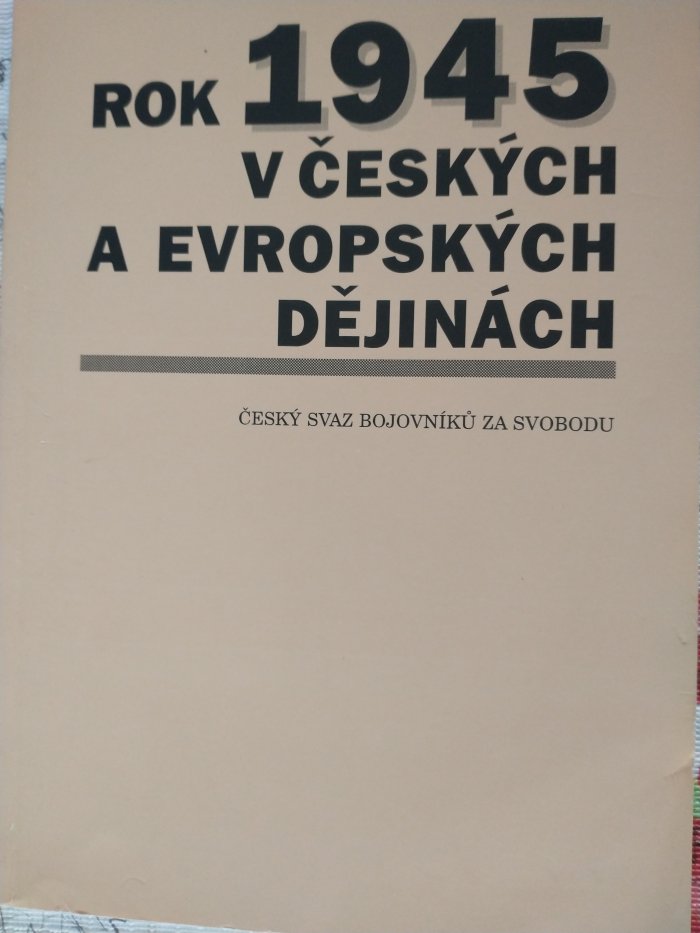 ROK 1945
V ČESKÝCH
A EVROPSKÝCH
DĚJINÁCH
ČESKÝ SVAZ BOJOVNÍKŮ ZA SVOBODU